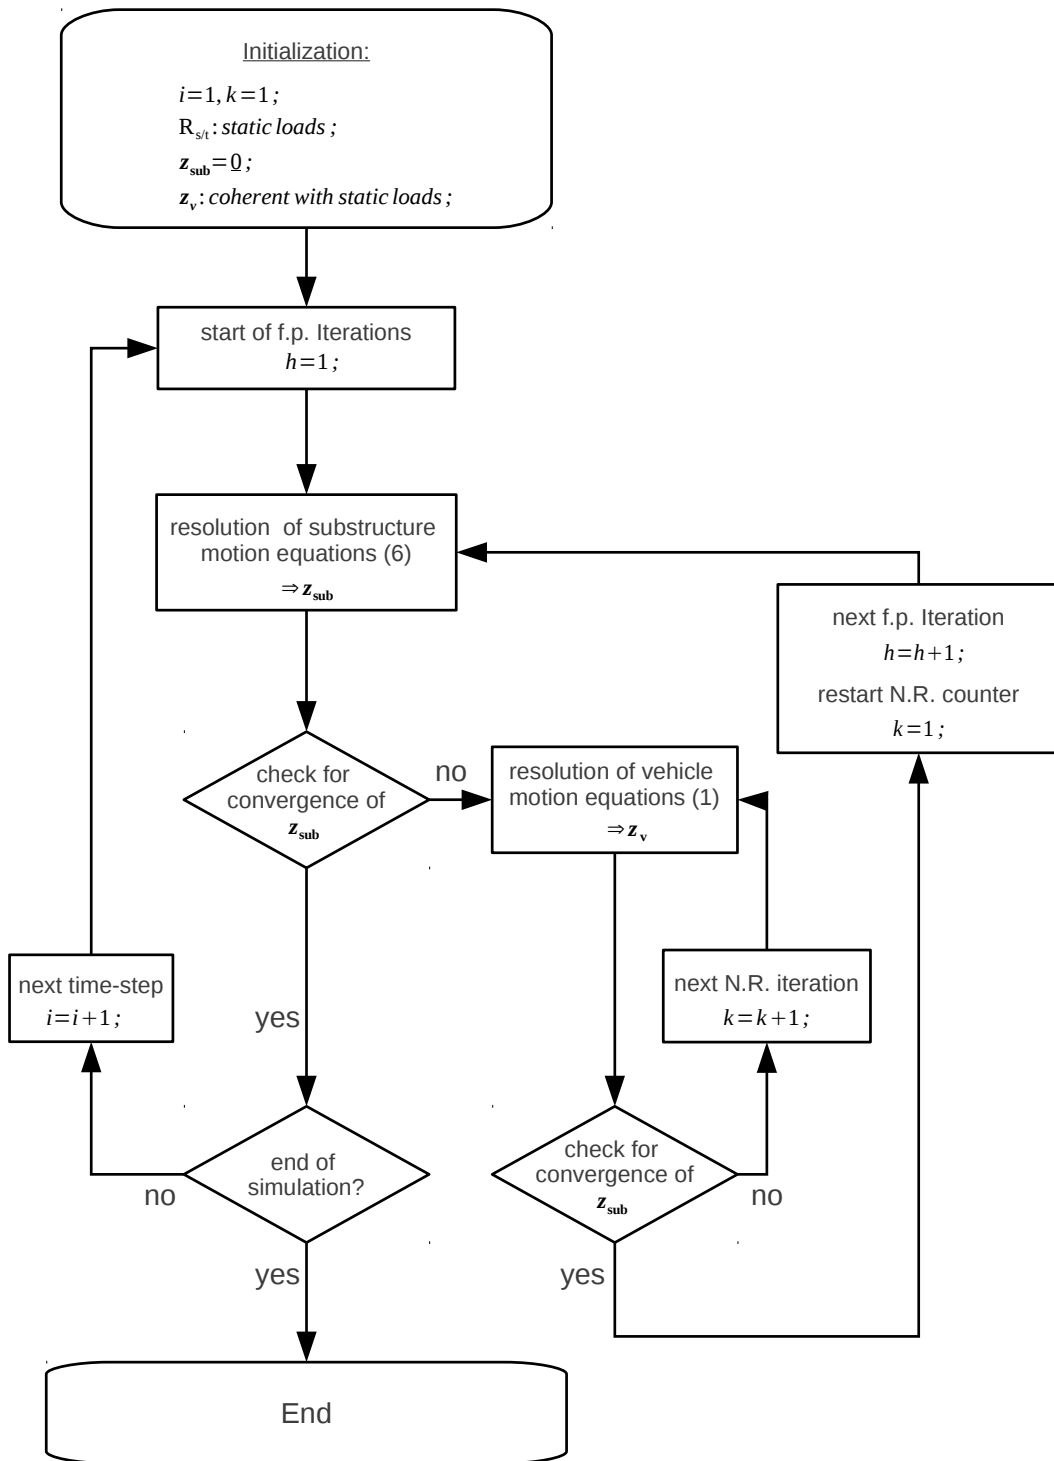 Initialization:
i=1, k=1;
R_s/t: static loads;
z_sub=0;
z_v: coherent with static loads;
start of f.p. Iterations
h=1;
resolution of substructure
motion equations (6)
⇒ z_sub
next f.p. Iteration
h=h+1;
restart N.R. counter
k=1;
check for
convergence of
z_sub
no
resolution of vehicle
motion equations (1)
⇒ z_v
next time-step
i=i+1;
yes
next N.R. iteration
k=k+1;
end of
simulation?
no
check for
convergence of
z_sub
no
yes
yes
End